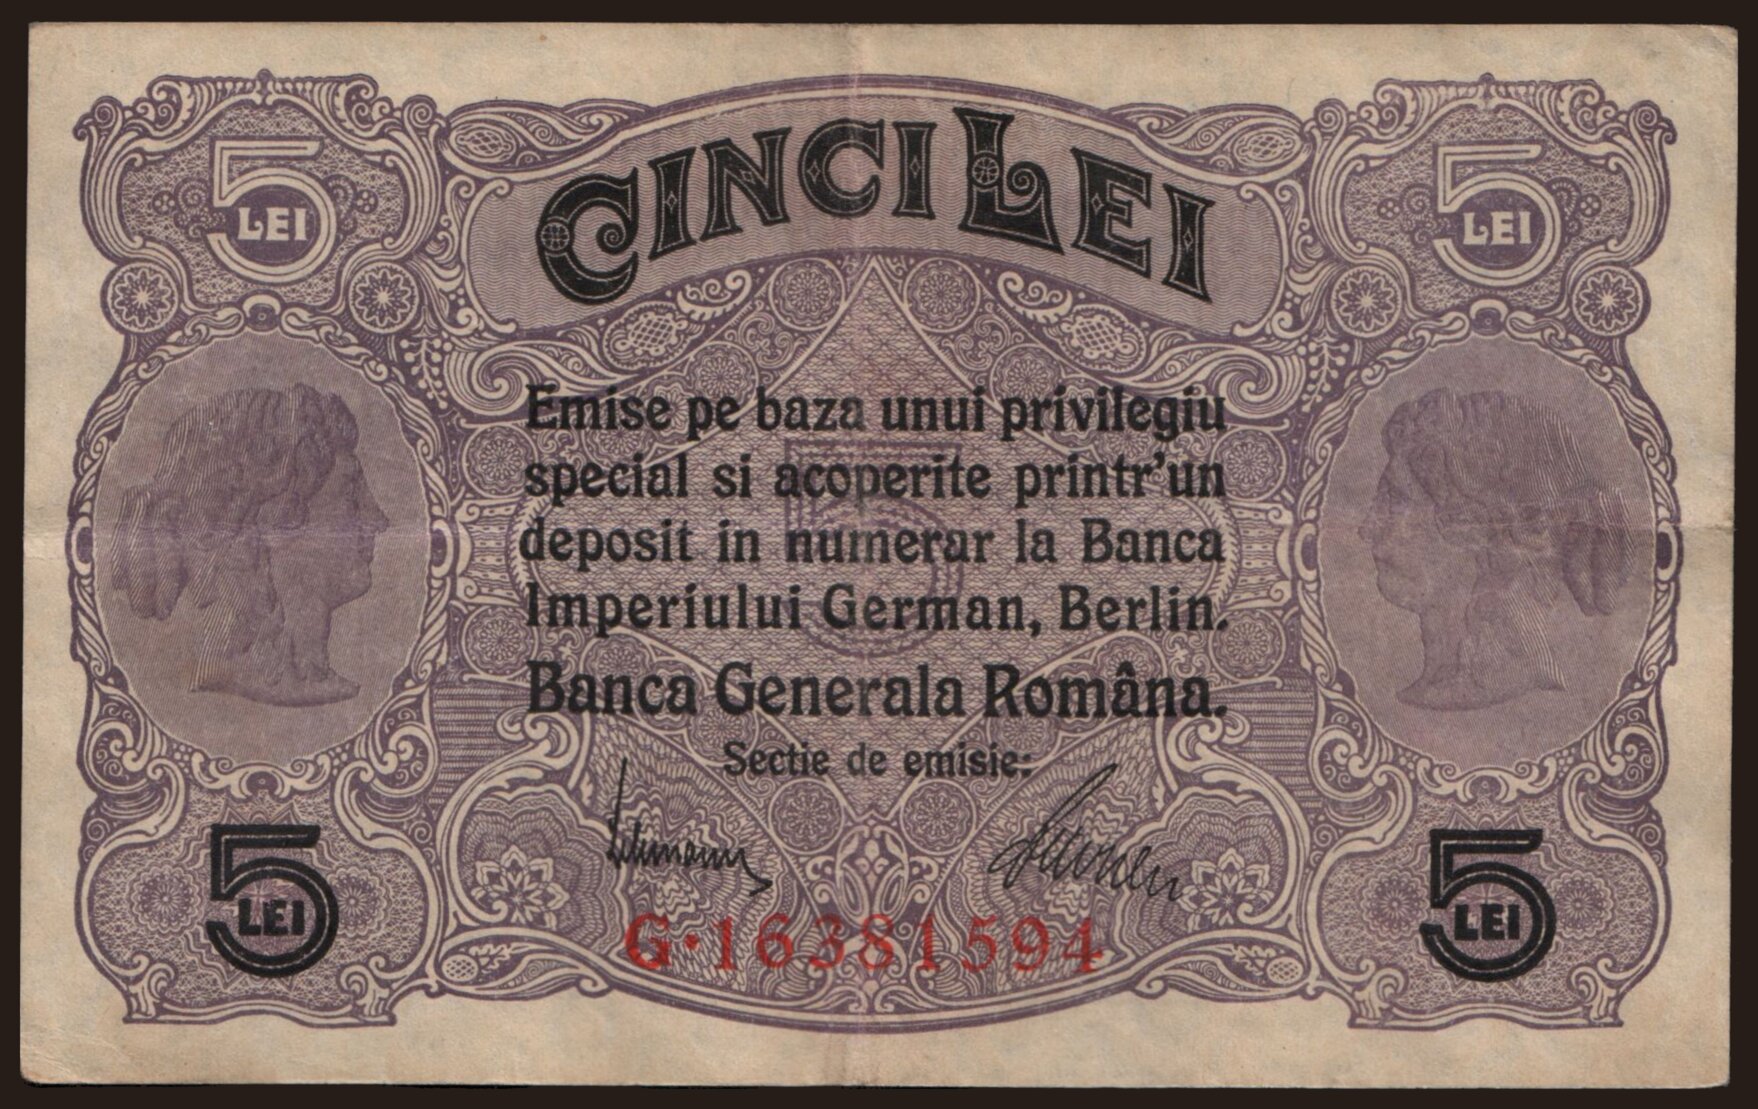 5 LEI
CINCI LEI
5 LEI
Emise pe baza unui privilegiu
special si acoperite printr'un
deposit in numerar la Banca
Imperiului German, Berlin.
Banca Generala Româna.
Sectie de emisie:
5 LEI
G·16381594
5 LEI